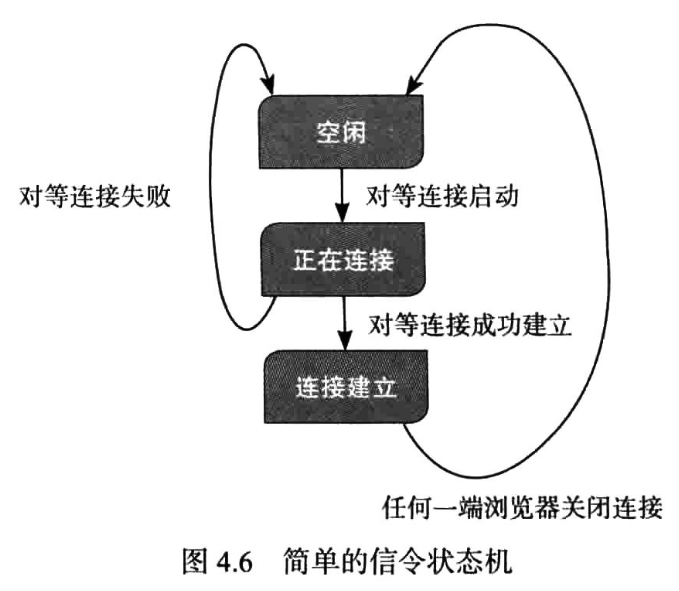 空闲
对等连接失败
对等连接启动
正在连接
对等连接成功建立
连接建立
任何一端浏览器关闭连接
图 4.6 简单的信令状态机